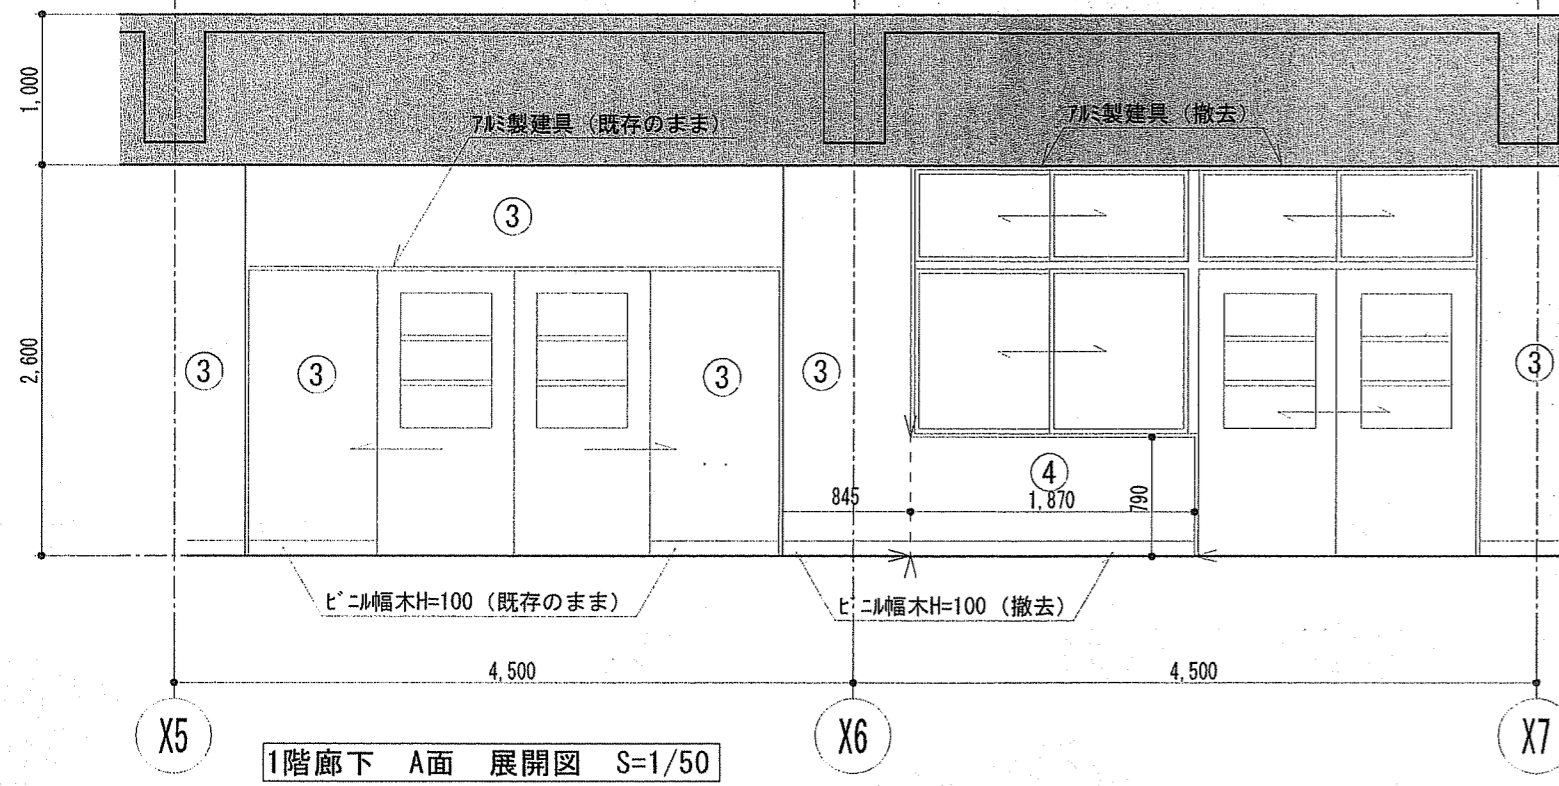 1,000
ｱﾙﾐ製建具（既存のまま）
ｱﾙﾐ製建具（撤去）
③
2,600
③
③
③
③
③
④
845
1,870
790
ﾋﾞﾆﾙ幅木H=100（既存のまま）
ﾋﾞﾆﾙ幅木H=100（撤去）
4,500
4,500
X5
X6
X7
1階廊下　A面　展開図　S=1/50